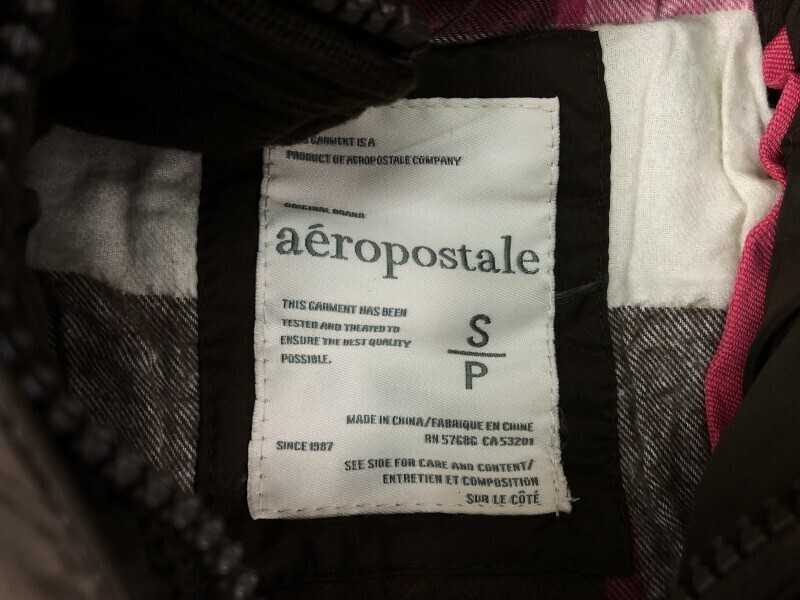 GARMENT IS A
PRODUCT OF AEROPOSTALE COMPANY
ORIGINAL BRAND
aéropostale
THIS GARMENT HAS BEEN
TESTED AND TREATED TO
ENSURE THE BEST QUALITY
POSSIBLE.
S
P
MADE IN CHINA/FABRIQUE EN CHINE
RN 57686 CA 53201
SINCE 1987
SEE SIDE FOR CARE AND CONTENT/
ENTRETIEN ET COMPOSITION
SUR LE CÔTÉ